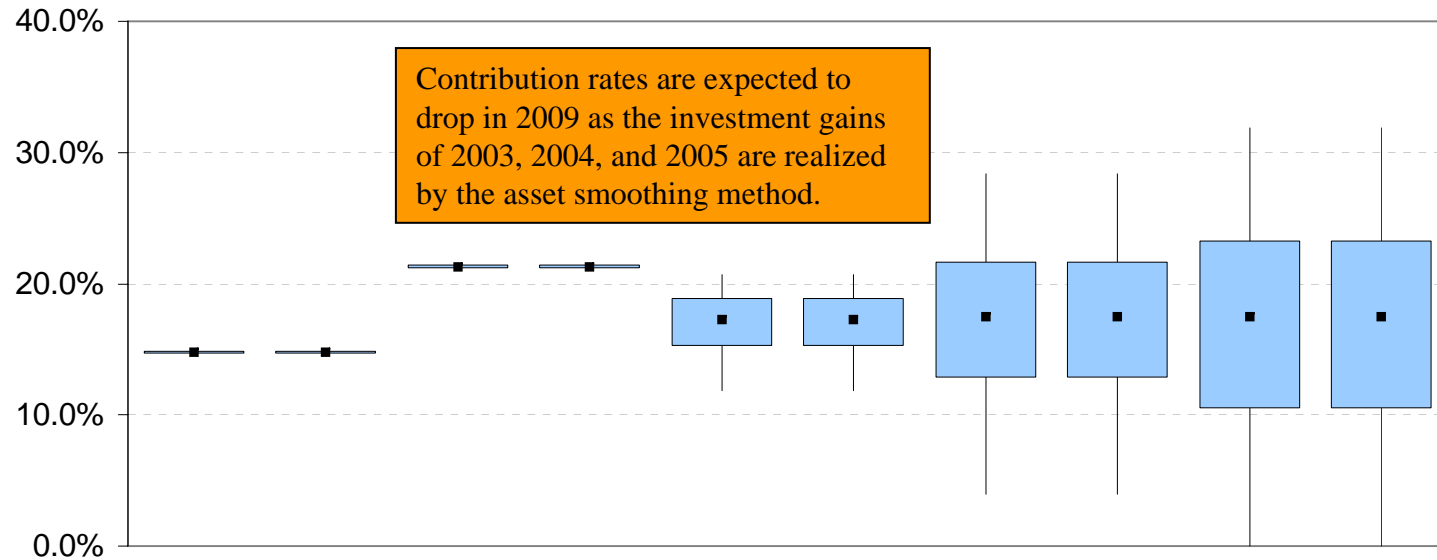 40.0%
Contribution rates are expected to
drop in 2009 as the investment gains
of 2003, 2004, and 2005 are realized
by the asset smoothing method.
30.0%
20.0%
10.0%
0.0%